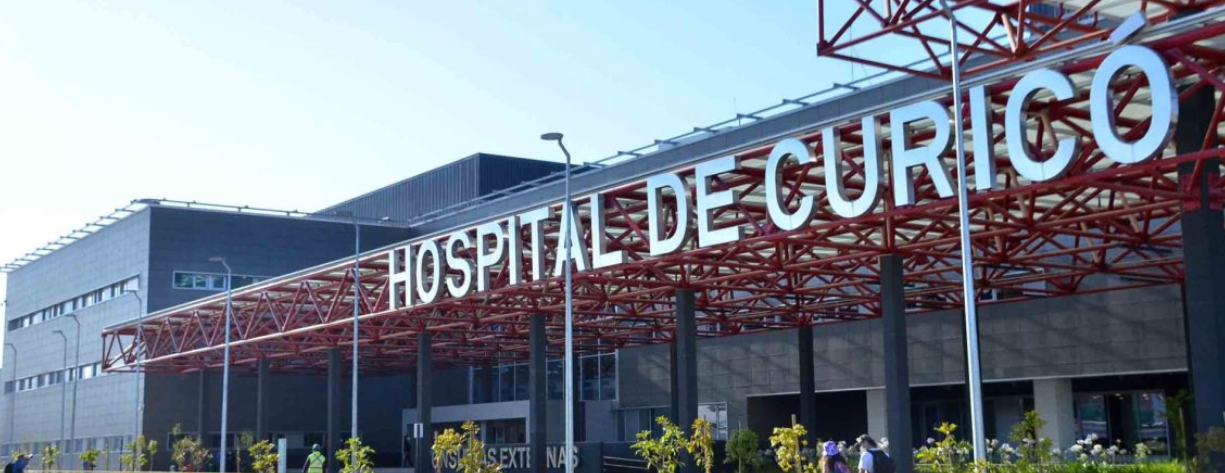 HOSPITAL DE CURICÓ
EXTERNAS